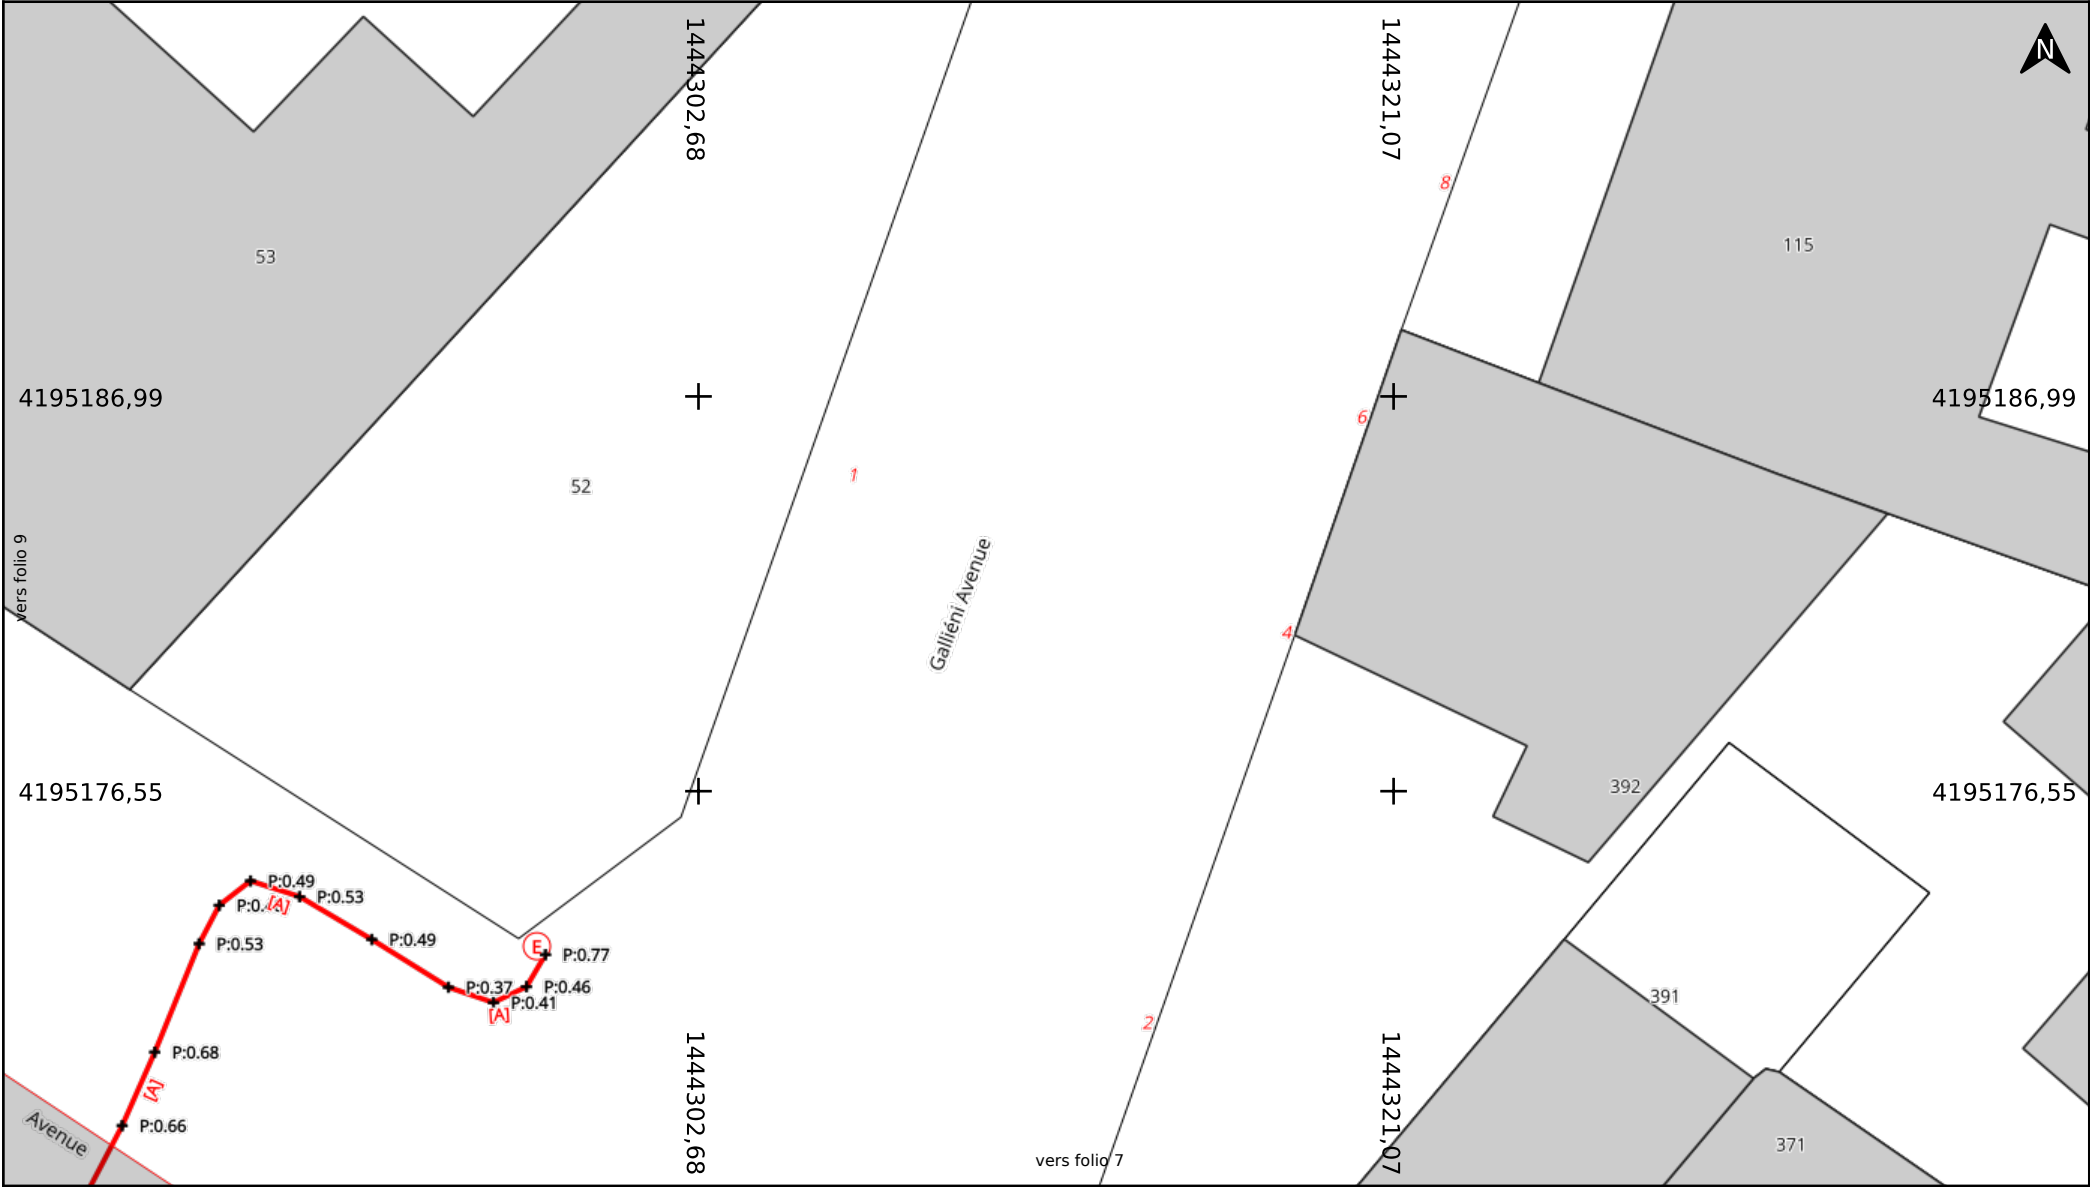 1444302,68
1444321,07
N
8
53
115
4195186,99
4195186,99
6
1
52
vers folio 9
Galliéni Avenue
4
4195176,55
4195176,55
392
P:0.49
[A]
P:0.53
P:0.49
P:0.53
E
P:0.77
P:0.37
P:0.46
P:0.41
[A]
391
2
P:0.68
[A]
P:0.66
Avenue
1444302,68
1444321,07
vers folio 7
371